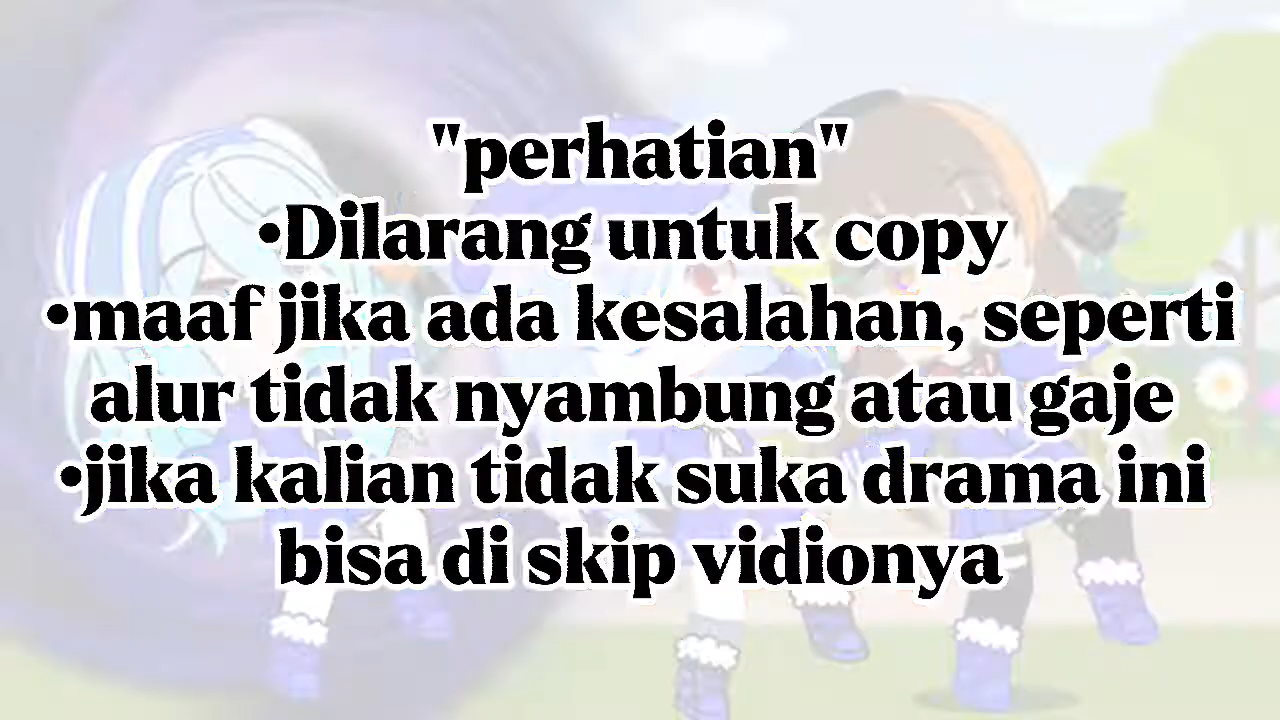 "perhatian"
•Dilarang untuk copy
•maaf jika ada kesalahan, seperti
alur tidak nyambung atau gaje
•jika kalian tidak suka drama ini
bisa di skip vidionya